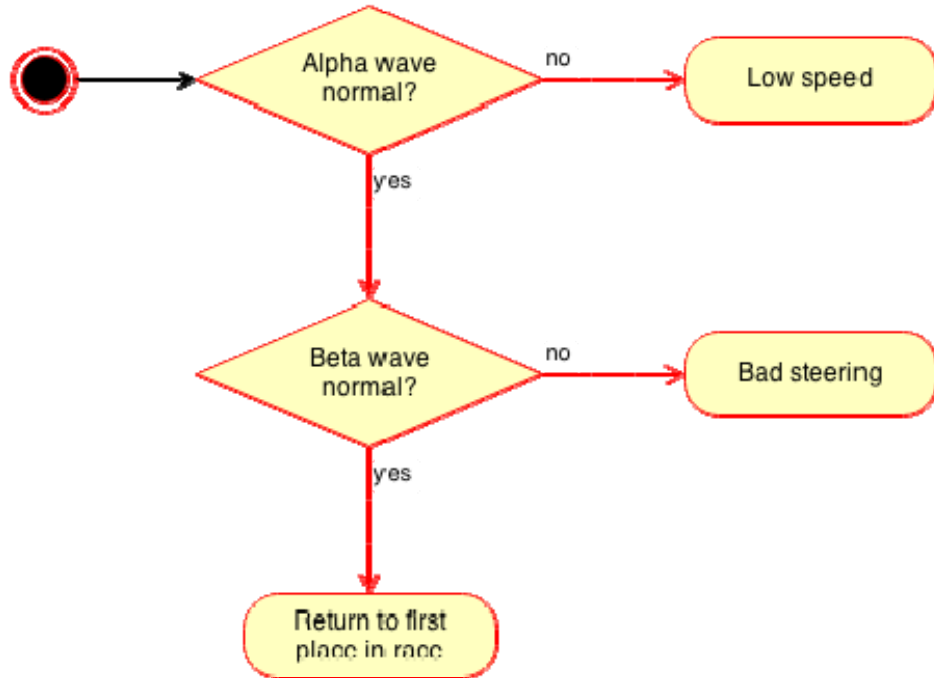 Alpha wave
normal?
no
Low speed
yes
Beta wave
normal?
no
Bad steering
yes
Return to first
place in race